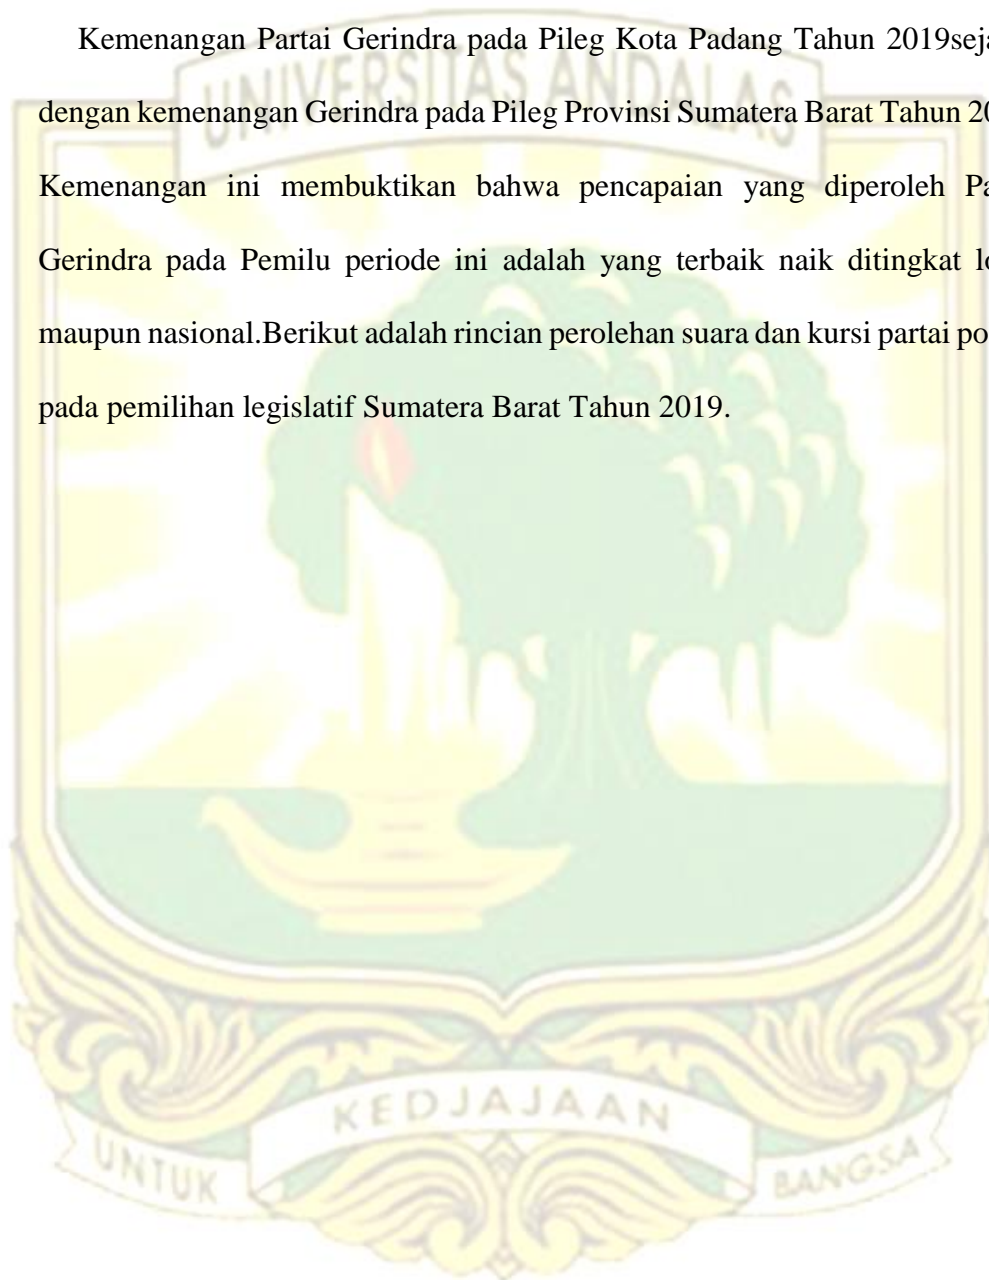 Kemenangan Partai Gerindra pada Pileg Kota Padang Tahun 2019seja
dengan kemenangan Gerindra pada Pileg Provinsi Sumatera Barat Tahun 20
Kemenangan ini membuktikan bahwa pencapaian yang diperoleh Pa
Gerindra pada Pemilu periode ini adalah yang terbaik naik ditingkat lo
maupun nasional.Berikut adalah rincian perolehan suara dan kursi partai po
pada pemilihan legislatif Sumatera Barat Tahun 2019.
UNIVERSITAS ANDALAS
UNTUK KEDJAJAAN BANGSA